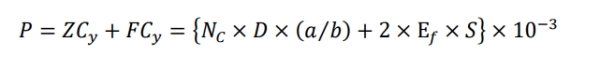 P = ZC_y + FC_y = {N_C × D × (a/b) + 2 × E_f × S} × 10^{-3}